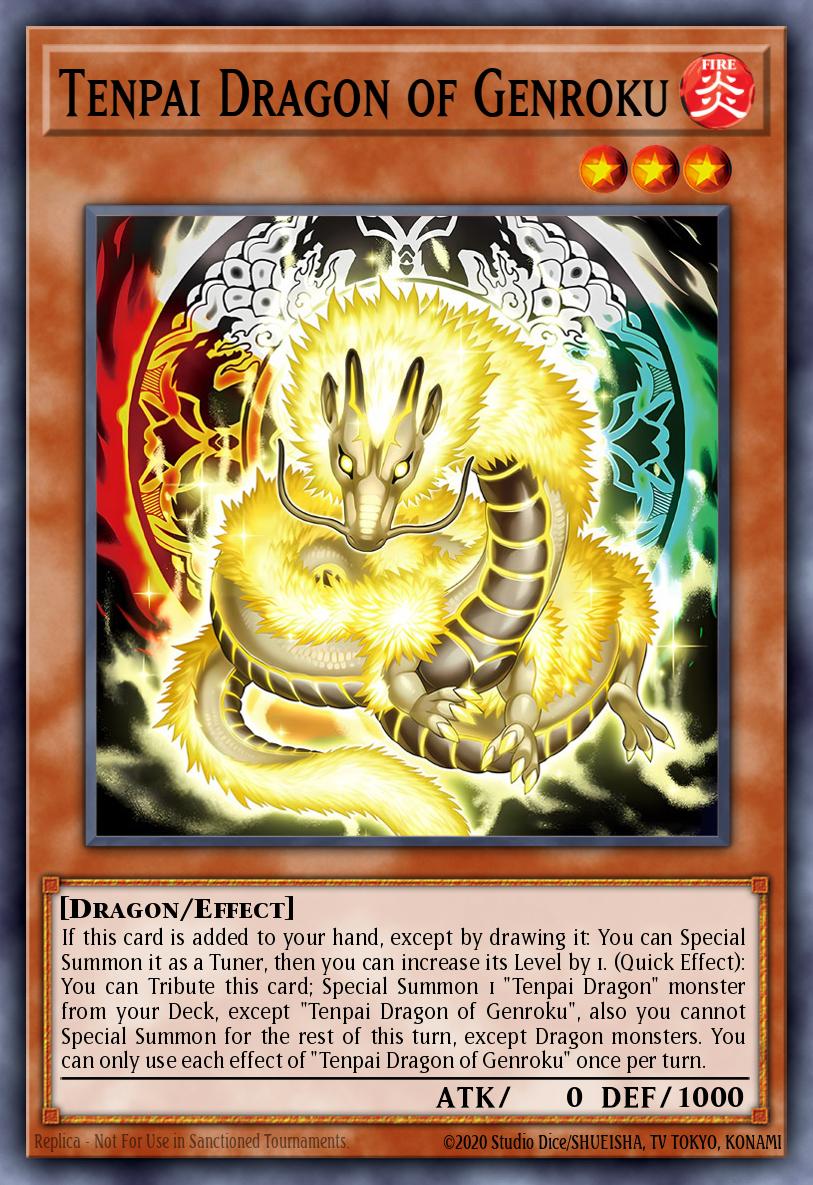 TENPAI DRAGON OF GENROKU
FIRE
炎
[DRAGON/EFFECT]
If this card is added to your hand, except by drawing it: You can Special
Summon it as a Tuner, then you can increase its Level by 1. (Quick Effect):
You can Tribute this card; Special Summon 1 "Tenpai Dragon" monster
from your Deck, except "Tenpai Dragon of Genroku", also you cannot
Special Summon for the rest of this turn, except Dragon monsters. You
can only use each effect of "Tenpai Dragon of Genroku" once per turn.
ATK/ 0 DEF/1000
Replica - Not For Use in Sanctioned Tournaments.
©2020 Studio Dice/SHUEISHA, TV TOKYO, KONAMI